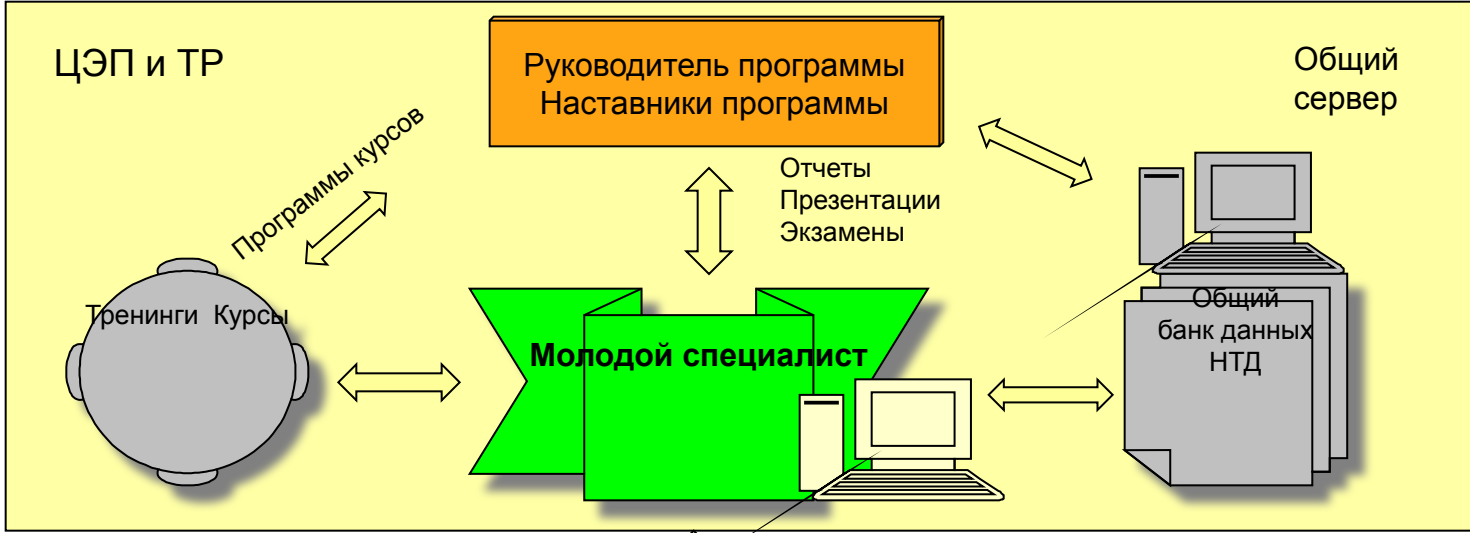 ЦЭП и ТР
Руководитель программы
Наставники программы
Общий
сервер
Программы курсов
Отчеты
Презентации
Экзамены
Тренинги Курсы
Молодой специалист
Общий
банк данных
НТД